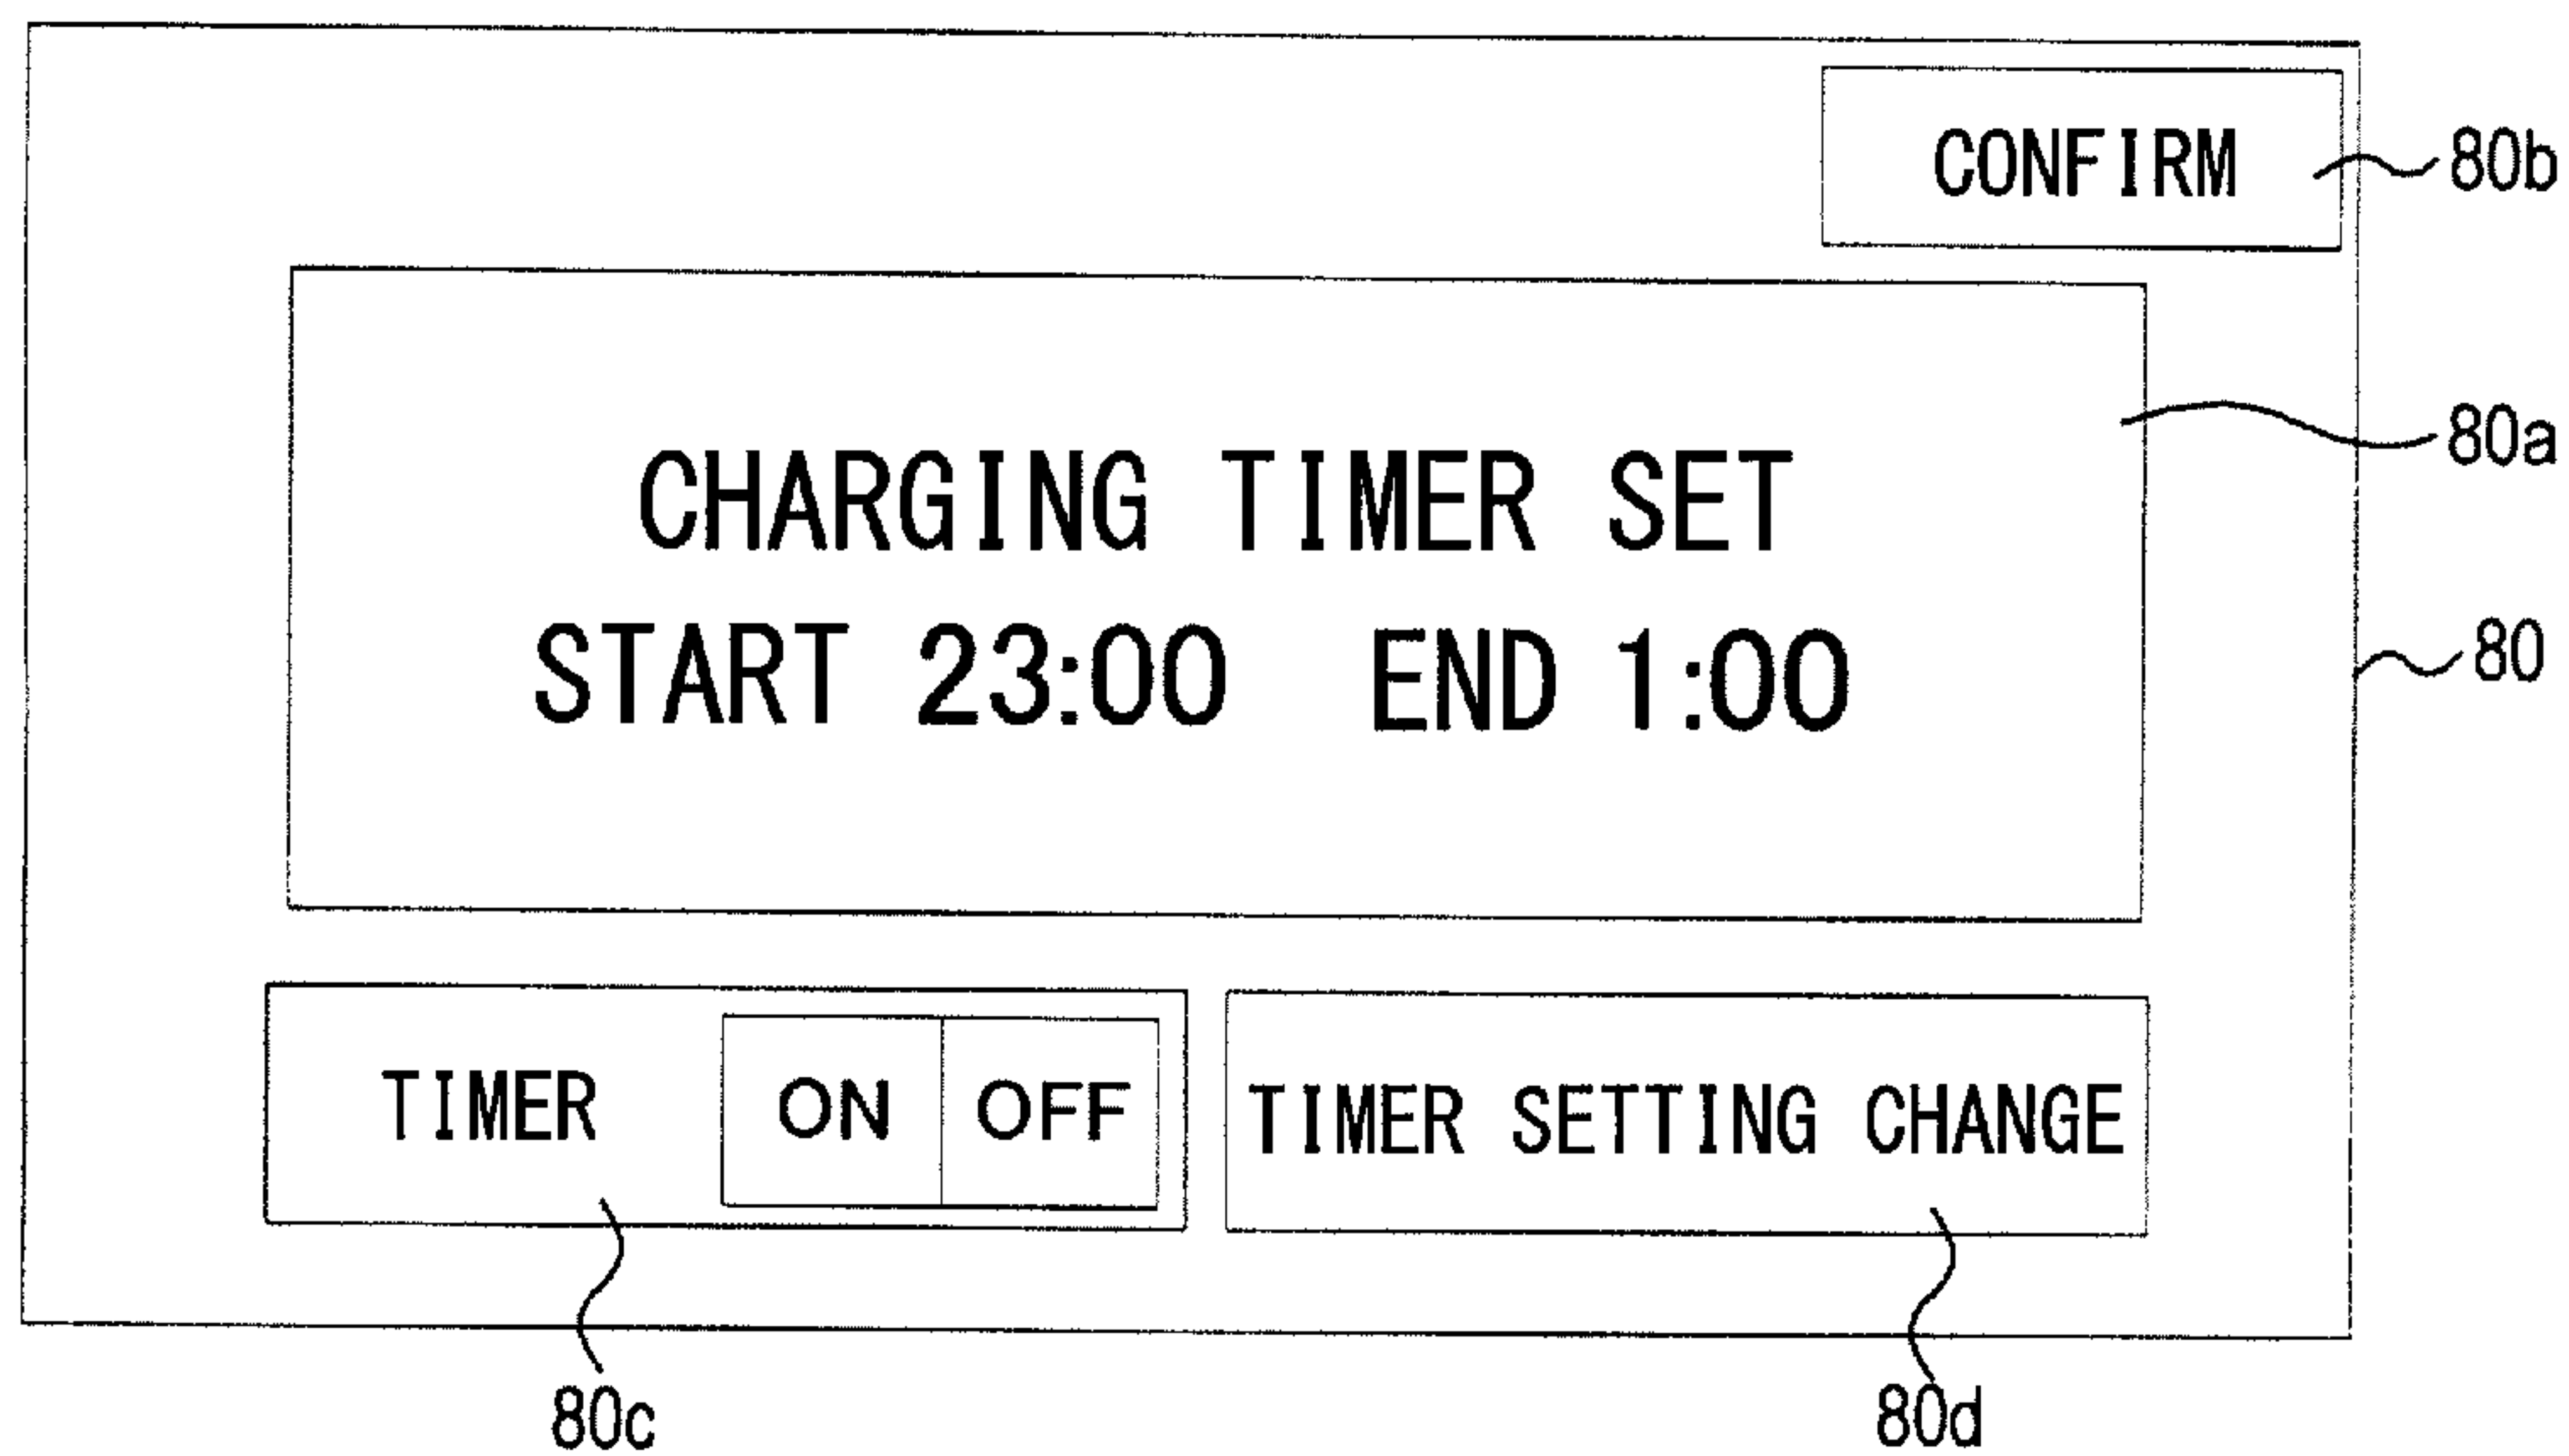 CONFIRM
80b
CHARGING TIMER SET
80a
START 23:00 END 1:00
80
TIMER ON OFF
TIMER SETTING CHANGE
80c
80d